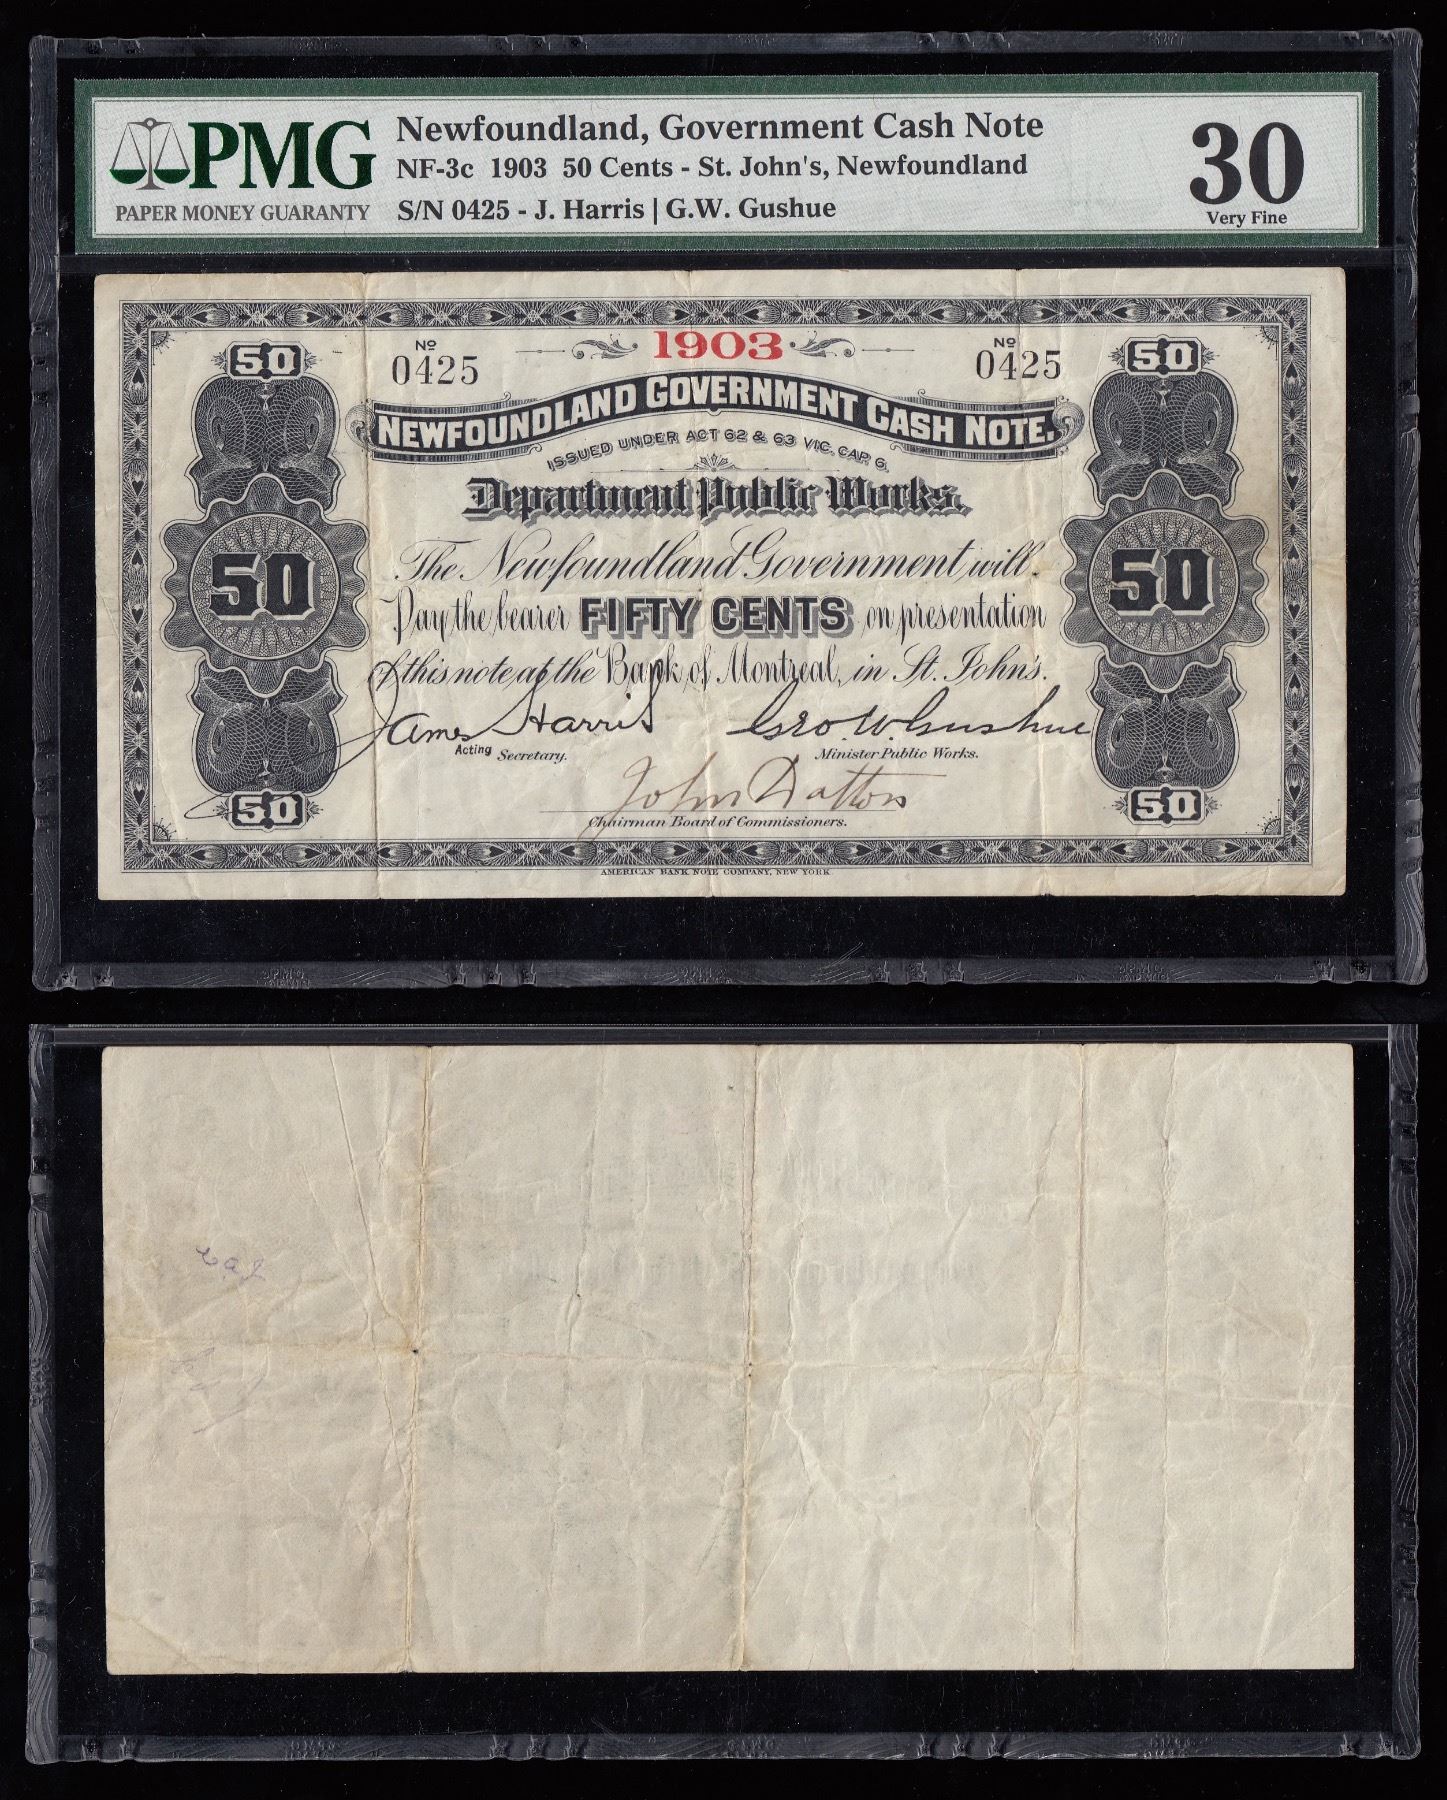 PMG
PAPER MONEY GUARANTY
Newfoundland, Government Cash Note
NF-3c 1903 50 Cents - St. John's, Newfoundland
S/N 0425 - J. Harris | G.W. Gushue
30
Very Fine
50
Nº
0425
1903
Nº
0425
50
NEWFOUNDLAND GOVERNMENT CASH NOTE.
ISSUED UNDER ACT 62 & 63 VIC. CAP. 6.
Department Public Works.
50
50
The Newfoundland Government will
Pay the bearer FIFTY CENTS on presentation
of this note at the Bank of Montreal, in St. John's.
James Harris
Geo. W. Gushue
Acting Secretary.
Minister Public Works.
50
50
John
Chairman Board of Commissioners.
AMERICAN BANK NOTE COMPANY, NEW YORK